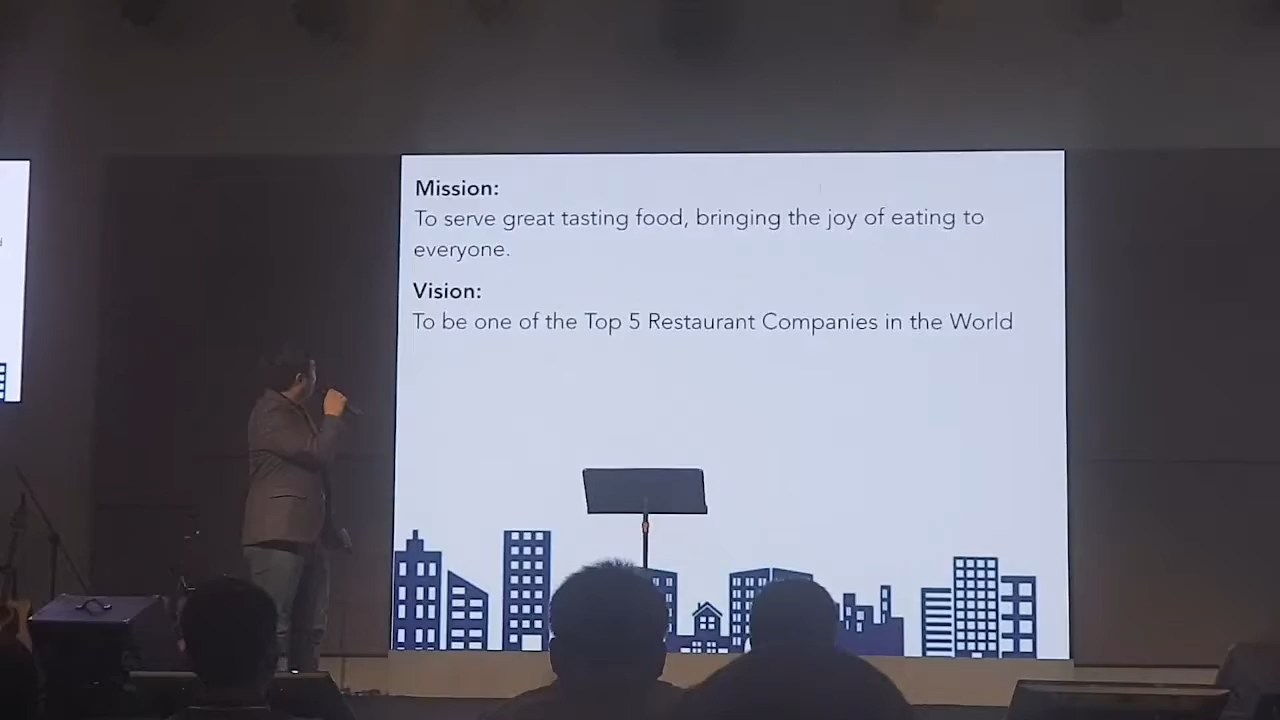 Mission:
To serve great tasting food, bringing the joy of eating to
everyone.
Vision:
To be one of the Top 5 Restaurant Companies in the World